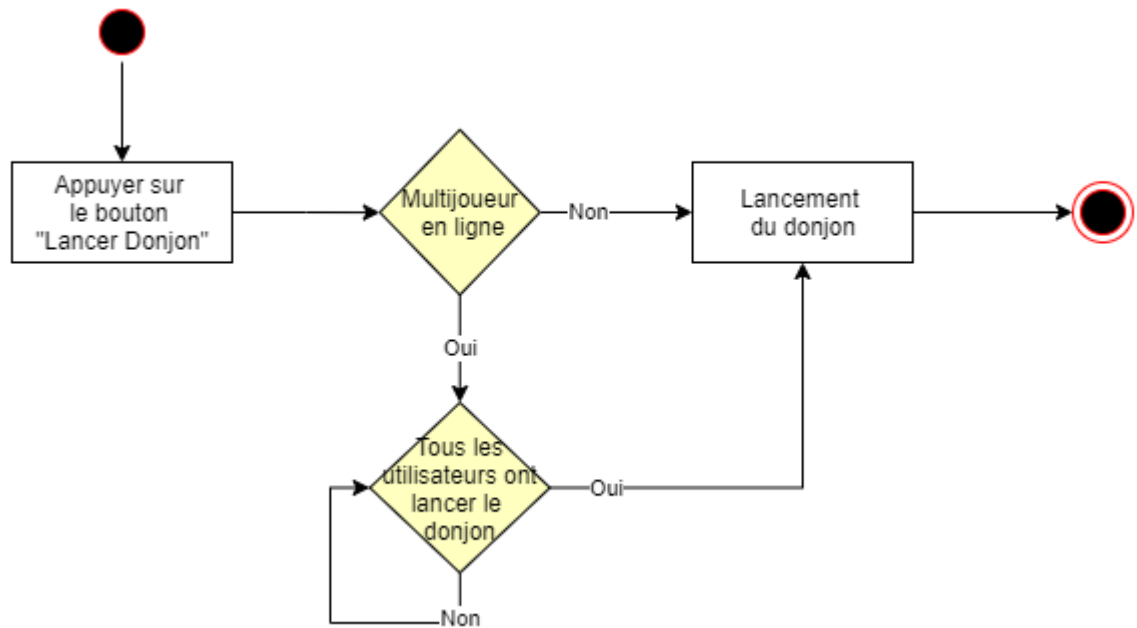 Appuyer sur
le bouton
"Lancer Donjon"
Multijoueur
en ligne
Non
Lancement
du donjon
Oui
Tous les
utilisateurs ont
lancer le
donjon
Oui
Non